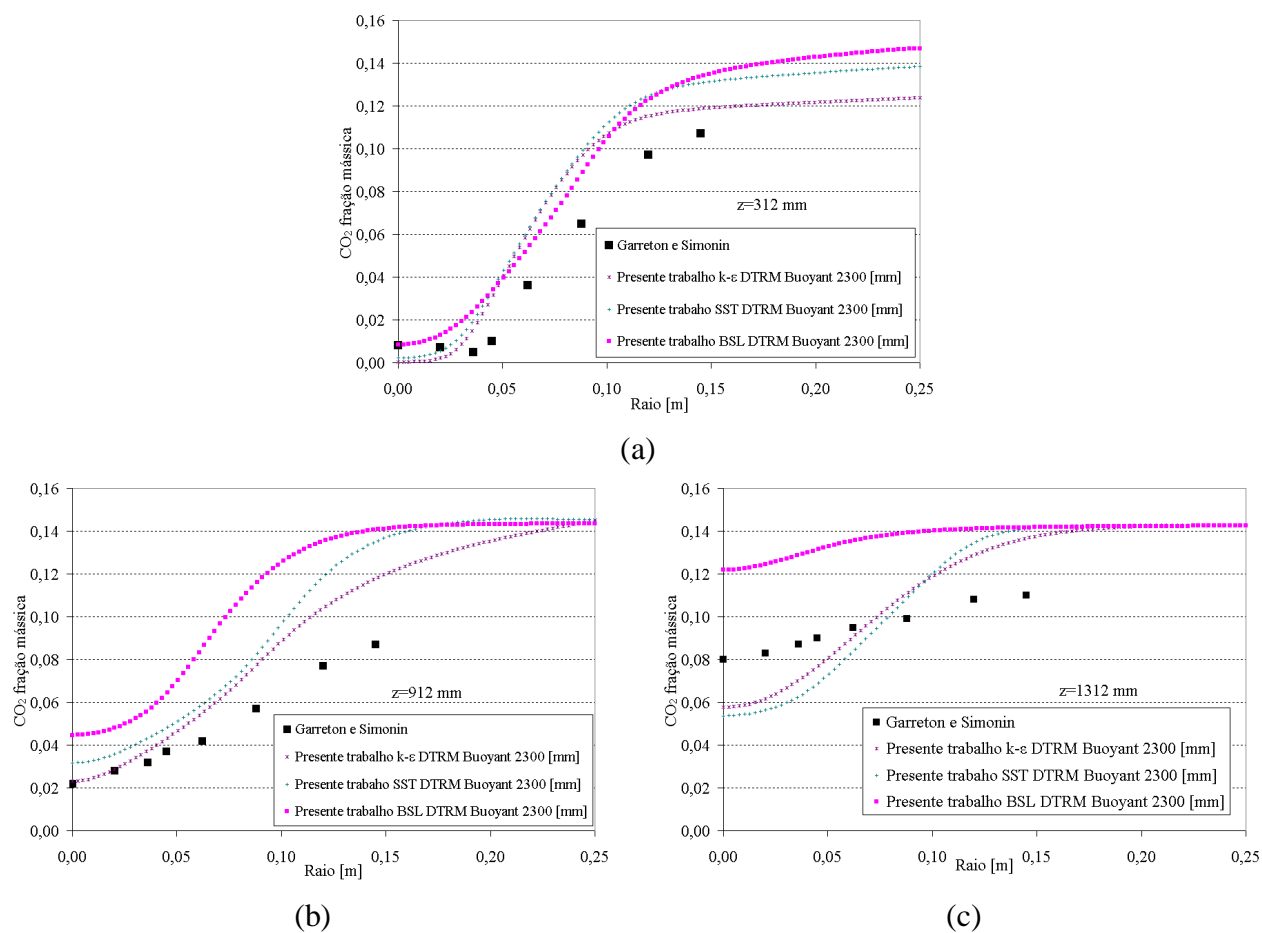 0,16
0,14
0,12
0,10
0,08
0,06
0,04
0,02
0,00
CO₂ fração mássica
z=312 mm
Garreton e Simonin
Presente trabalho k-ε DTRM Buoyant 2300 [mm]
Presente trabaho SST DTRM Buoyant 2300 [mm]
Presente trabalho BSL DTRM Buoyant 2300 [mm]
0,00 0,05 0,10 0,15 0,20 0,25
Raio [m]
(a)
0,16
0,14
0,12
0,10
0,08
0,06
0,04
0,02
0,00
CO₂ fração mássica
z=912 mm
Garreton e Simonin
Presente trabalho k-ε DTRM Buoyant 2300 [mm]
Presente trabaho SST DTRM Buoyant 2300 [mm]
Presente trabalho BSL DTRM Buoyant 2300 [mm]
0,00 0,05 0,10 0,15 0,20 0,25
Raio [m]
(b)
0,16
0,14
0,12
0,10
0,08
0,06
0,04
0,02
0,00
CO₂ fração mássica
z=1312 mm
Garreton e Simonin
Presente trabalho k-ε DTRM Buoyant 2300 [mm]
Presente trabaho SST DTRM Buoyant 2300 [mm]
Presente trabalho BSL DTRM Buoyant 2300 [mm]
0,00 0,05 0,10 0,15 0,20 0,25
Raio [m]
(c)